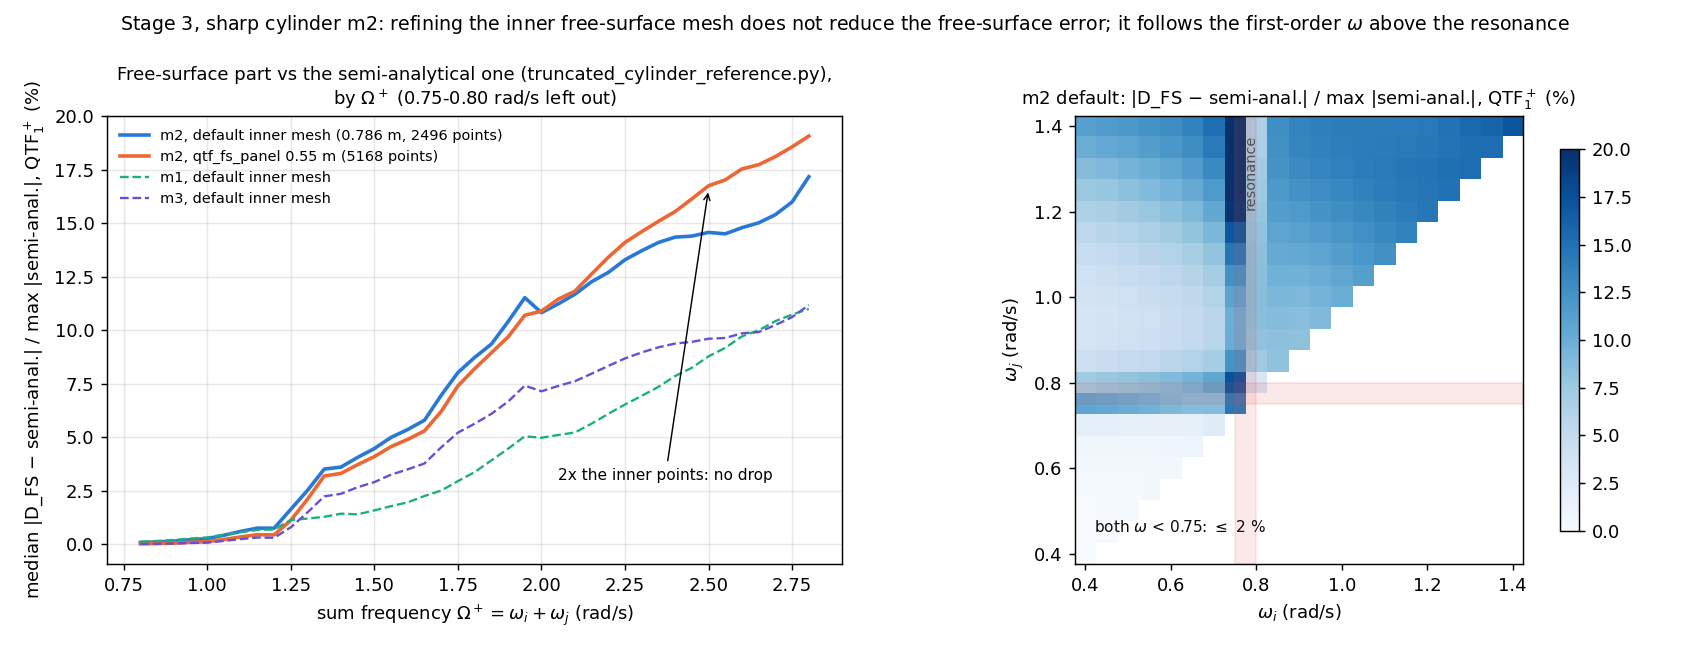 Stage 3, sharp cylinder m2: refining the inner free-surface mesh does not reduce the free-surface error; it follows the first-order ω above the resonance
Free-surface part vs the semi-analytical one (truncated_cylinder_reference.py),
by Ω⁺ (0.75-0.80 rad/s left out)
median |D_FS − semi-anal.| / max |semi-anal.|, QTF₁⁺ (%)
20.0
17.5
15.0
12.5
10.0
7.5
5.0
2.5
0.0
m2, default inner mesh (0.786 m, 2496 points)
m2, qtf_fs_panel 0.55 m (5168 points)
m1, default inner mesh
m3, default inner mesh
2x the inner points: no drop
0.75 1.00 1.25 1.50 1.75 2.00 2.25 2.50 2.75
sum frequency Ω⁺ = ωᵢ + ωⱼ (rad/s)
m2 default: |D_FS − semi-anal.| / max |semi-anal.|, QTF₁⁺ (%)
ωⱼ (rad/s)
1.4
1.2
1.0
0.8
0.6
0.4
resonance
both ω < 0.75: ≤ 2 %
0.4 0.6 0.8 1.0 1.2 1.4
ωᵢ (rad/s)
20.0
17.5
15.0
12.5
10.0
7.5
5.0
2.5
0.0